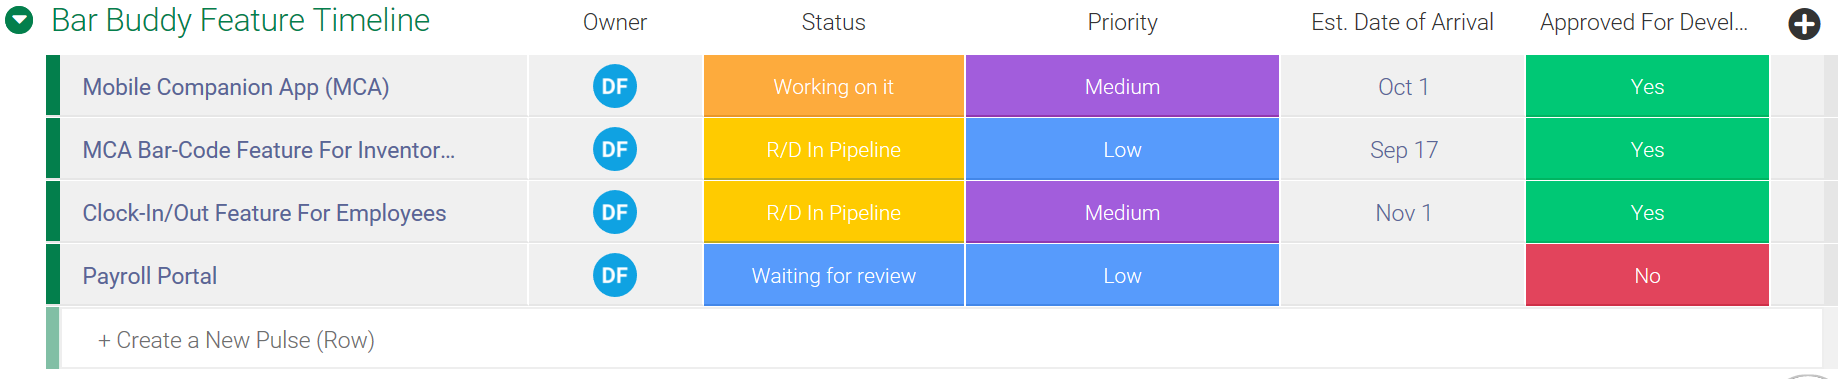 Bar Buddy Feature Timeline Owner Status Priority Est. Date of Arrival Approved For Devel...
Mobile Companion App (MCA) DF Working on it Medium Oct 1 Yes
MCA Bar-Code Feature For Inventor... DF R/D In Pipeline Low Sep 17 Yes
Clock-In/Out Feature For Employees DF R/D In Pipeline Medium Nov 1 Yes
Payroll Portal DF Waiting for review Low No
+ Create a New Pulse (Row)